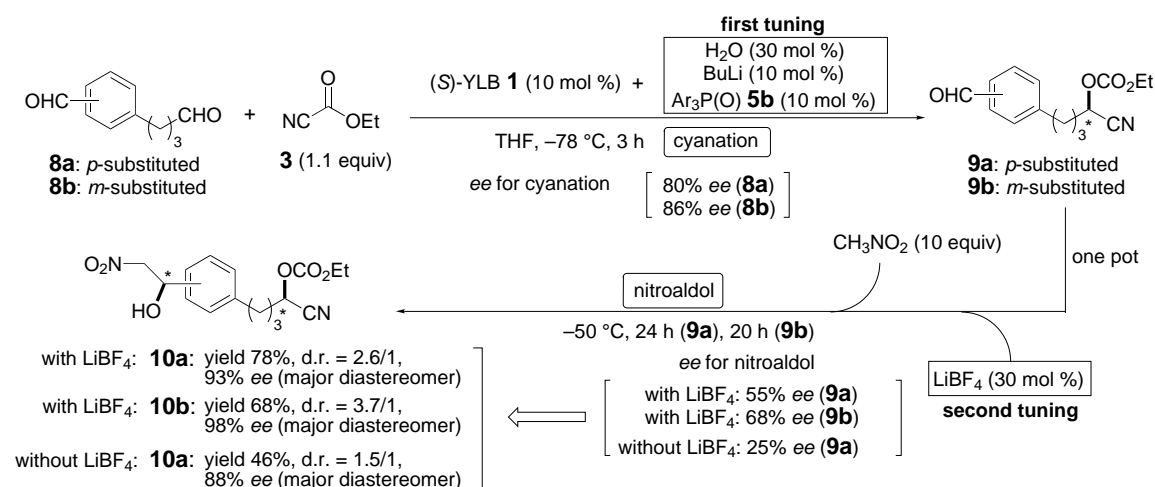 first tuning
H2O (30 mol %)
BuLi (10 mol %)
Ar3P(O) 5b (10 mol %)
(S)-YLB 1 (10 mol %) +
OHC
CHO
3
+
O
NC
OEt
THF, –78 °C, 3 h
cyanation
OHC
OCO2Et
3
*
CN
8a: p-substituted
8b: m-substituted
3 (1.1 equiv)
ee for cyanation
80% ee (8a)
86% ee (8b)
9a: p-substituted
9b: m-substituted
CH3NO2 (10 equiv)
one pot
O2N
*
HO
OCO2Et
3
*
CN
nitroaldol
–50 °C, 24 h (9a), 20 h (9b)
ee for nitroaldol
with LiBF4: 55% ee (9a)
with LiBF4: 68% ee (9b)
without LiBF4: 25% ee (9a)
LiBF4 (30 mol %)
second tuning
with LiBF4: 10a: yield 78%, d.r. = 2.6/1,
93% ee (major diastereomer)
with LiBF4: 10b: yield 68%, d.r. = 3.7/1,
98% ee (major diastereomer)
without LiBF4: 10a: yield 46%, d.r. = 1.5/1,
88% ee (major diastereomer)